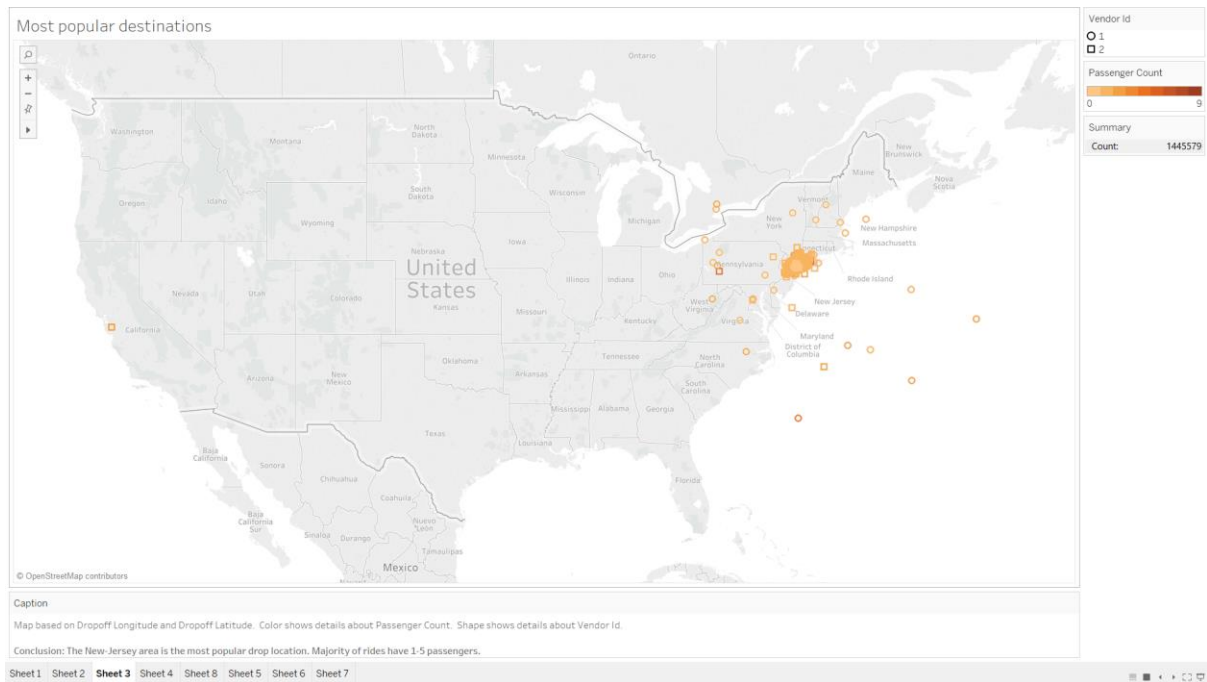 Most popular destinations
Vendor Id
1
2
Passenger Count
0 9
Summary
Count: 1445579
Ontario
Washington
Montana
North
Dakota
Minnesota
New
Brunswick
Maine
Nova
Scotia
Oregon
Idaho
South
Dakota
Wisconsin
Michigan
Vermont
New
York
Wyoming
New Hampshire
Massachusetts
Iowa
Nebraska
Connecticut
Pennsylvania
Rhode Island
United
States
Nevada
Utah
Colorado
Kansas
Illinois
Indiana
Ohio
West
Virginia
New Jersey
Delaware
Missouri
California
Kentucky
Virginia
Maryland
District of
Columbia
Oklahoma
Tennessee
North
Carolina
Arizona
New
Mexico
Arkansas
South
Carolina
Mississippi
Alabama
Georgia
Texas
Louisiana
Baja
California
Sonora
Chihuahua
Florida
Coahuila
Baja
California
Sur
Nuevo
León
Sinaloa
Durango
Tamaulipas
Mexico
© OpenStreetMap contributors
Caption
Map based on Dropoff Longitude and Dropoff Latitude. Color shows details about Passenger Count. Shape shows details about Vendor Id.
Conclusion: The New-Jersey area is the most popular drop location. Majority of rides have 1-5 passengers.
Sheet 1 Sheet 2 Sheet 3 Sheet 4 Sheet 8 Sheet 5 Sheet 6 Sheet 7